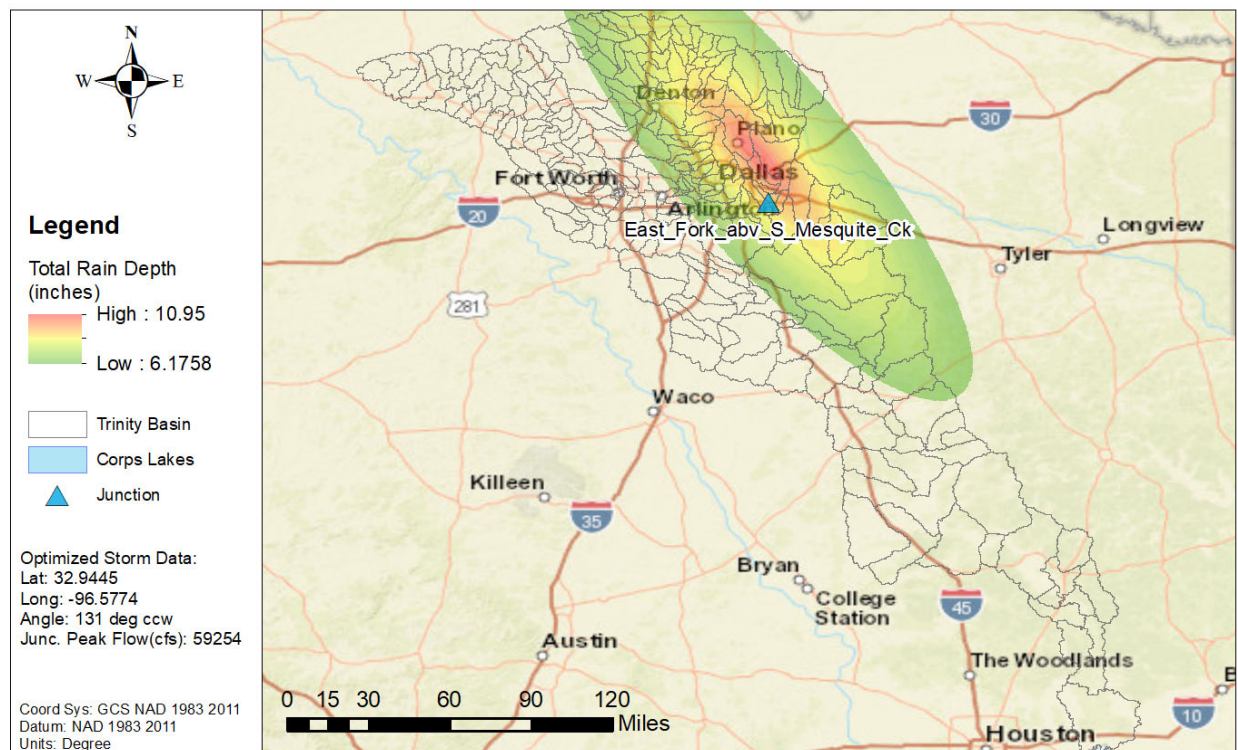 N
W E
S
Legend
Total Rain Depth
(inches)
High : 10.95
Low : 6.1758
Trinity Basin
Corps Lakes
Junction
Optimized Storm Data:
Lat: 32.9445
Long: -96.5774
Angle: 131 deg ccw
Junc. Peak Flow(cfs): 59254
Coord Sys: GCS NAD 1983 2011
Datum: NAD 1983 2011
Units: Degree
Denton
30
Plano
Dallas
Fort Worth
20
Arlington
East_Fork_abv_S_Mesquite_Ck
Longview
Tyler
281
Waco
Killeen
35
Bryan
College
Station
45
Austin
The Woodlands
B
10
Houston
0 15 30 60 90 120
Miles